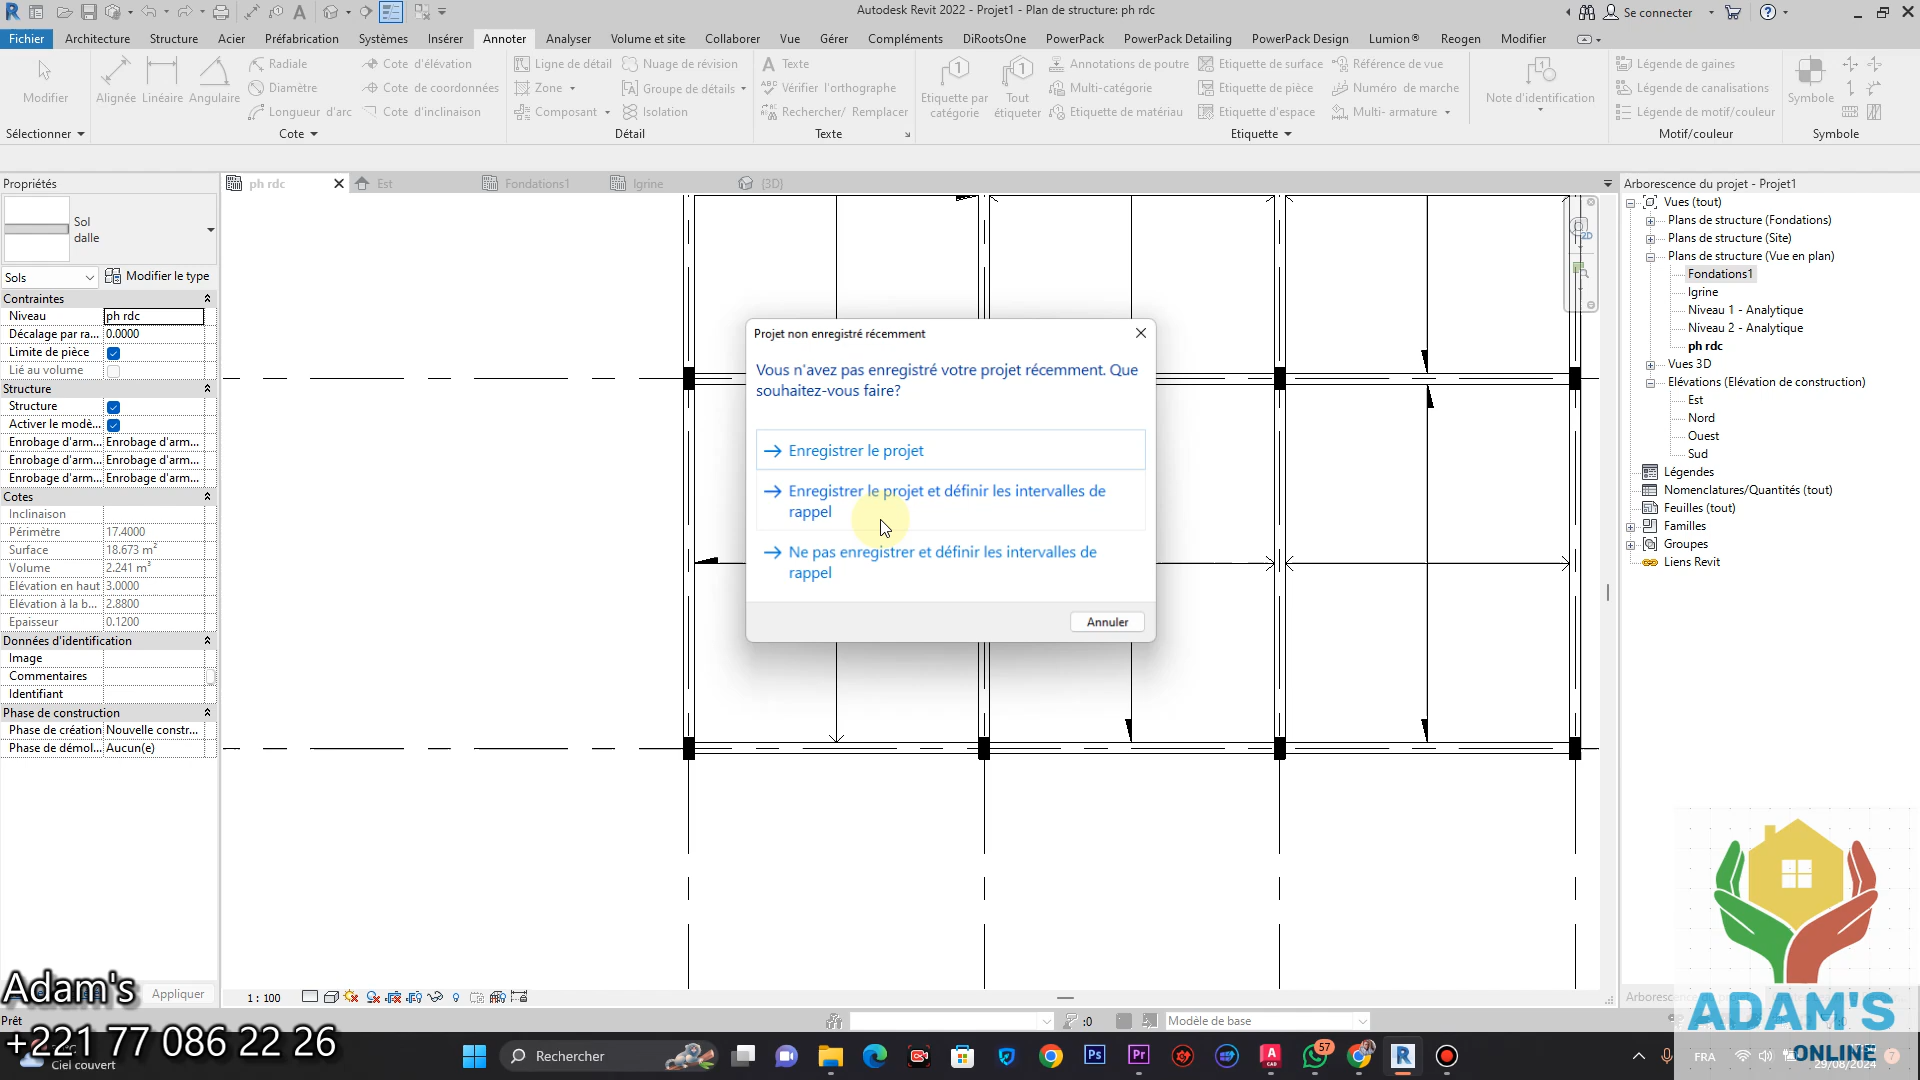 Autodesk Revit 2022 - Projet1 - Plan de structure: ph rdc
Se connecter
Fichier Architecture Structure Acier Préfabrication Systèmes Insérer Annoter Analyser Volume et site Collaborer Vue Gérer Compléments DiRootsOne PowerPack PowerPack Detailing PowerPack Design Lumion® Reogen Modifier
Modifier
Alignée Linéaire Angulaire
Radiale
Diamètre
Longueur d'arc
Cote d'élévation
Cote de coordonnées
Cote d'inclinaison
Ligne de détail
Zone
Composant
Nuage de révision
Groupe de détails
Isolation
Texte
Vérifier l'orthographe
Rechercher/ Remplacer
Etiquette par catégorie
Tout étiqueter
Annotations de poutre
Multi-catégorie
Etiquette de matériau
Etiquette de surface
Etiquette de pièce
Etiquette d'espace
Référence de vue
Numéro de marche
Multi- armature
Note d'identification
Légende de gaines
Légende de canalisations
Légende de motif/couleur
Symbole
Sélectionner Cote Détail Texte Etiquette Motif/couleur Symbole
Propriétés
Sol
dalle
Sols
Modifier le type
Contraintes
Niveau ph rdc
Décalage par ra... 0.0000
Limite de pièce
Lié au volume
Structure
Structure
Activer le modè...
Enrobage d'arm... Enrobage d'arm...
Enrobage d'arm... Enrobage d'arm...
Enrobage d'arm... Enrobage d'arm...
Cotes
Inclinaison
Périmètre 17.4000
Surface 18.673 m²
Volume 2.241 m³
Elévation en haut 3.0000
Elévation à la b... 2.8800
Epaisseur 0.1200
Données d'identification
Image
Commentaires
Identifiant
Phase de construction
Phase de création Nouvelle constr...
Phase de démol... Aucun(e)
Appliquer
ph rdc Est Fondations1 Igrine {3D}
2D
Projet non enregistré récemment
Vous n'avez pas enregistré votre projet récemment. Que
souhaitez-vous faire?
Enregistrer le projet
Enregistrer le projet et définir les intervalles de
rappel
Ne pas enregistrer et définir les intervalles de
rappel
Annuler
Arborescence du projet - Projet1
Vues (tout)
Plans de structure (Fondations)
Plans de structure (Site)
Plans de structure (Vue en plan)
Fondations1
Igrine
Niveau 1 - Analytique
Niveau 2 - Analytique
ph rdc
Vues 3D
Elévations (Elévation de construction)
Est
Nord
Ouest
Sud
Légendes
Nomenclatures/Quantités (tout)
Feuilles (tout)
Familles
Groupes
Liens Revit
1 : 100
Prêt
:0
Modèle de base
Adam's
+221 77 086 22 26
ADAM'S
ONLINE
Ciel couvert
Rechercher
57
FRA
29/08/2024